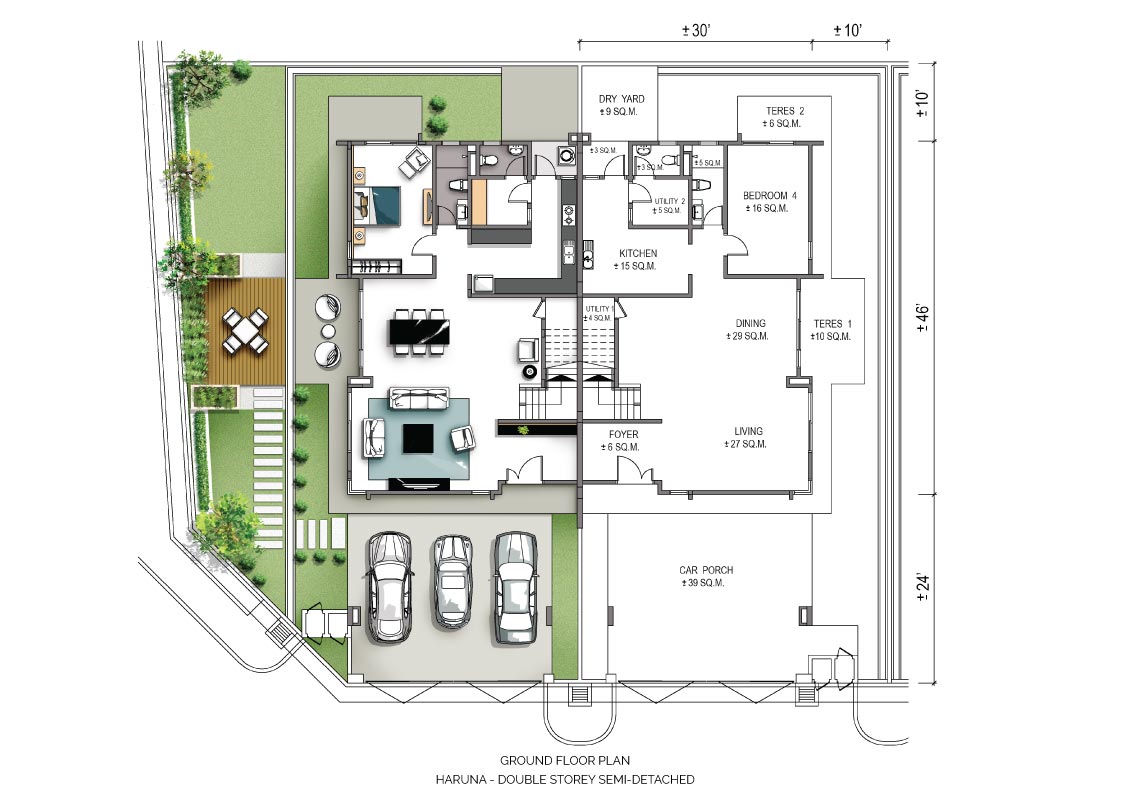 ± 30'
± 10'
± 10'
± 46'
± 24'
DRY YARD
± 9 SQ.M.
TERES 2
± 6 SQ.M.
± 3 SQ.M.
± 3 SQ.M.
± 5 SQ.M
BEDROOM 4
± 16 SQ.M.
UTILITY 2
± 5 SQ.M.
KITCHEN
± 15 SQ.M.
UTILITY 1
± 4 SQ.M.
DINING
± 29 SQ.M.
TERES 1
±10 SQ.M.
FOYER
± 6 SQ.M.
LIVING
± 27 SQ.M.
CAR PORCH
± 39 SQ.M.
GROUND FLOOR PLAN
HARUNA - DOUBLE STOREY SEMI-DETACHED